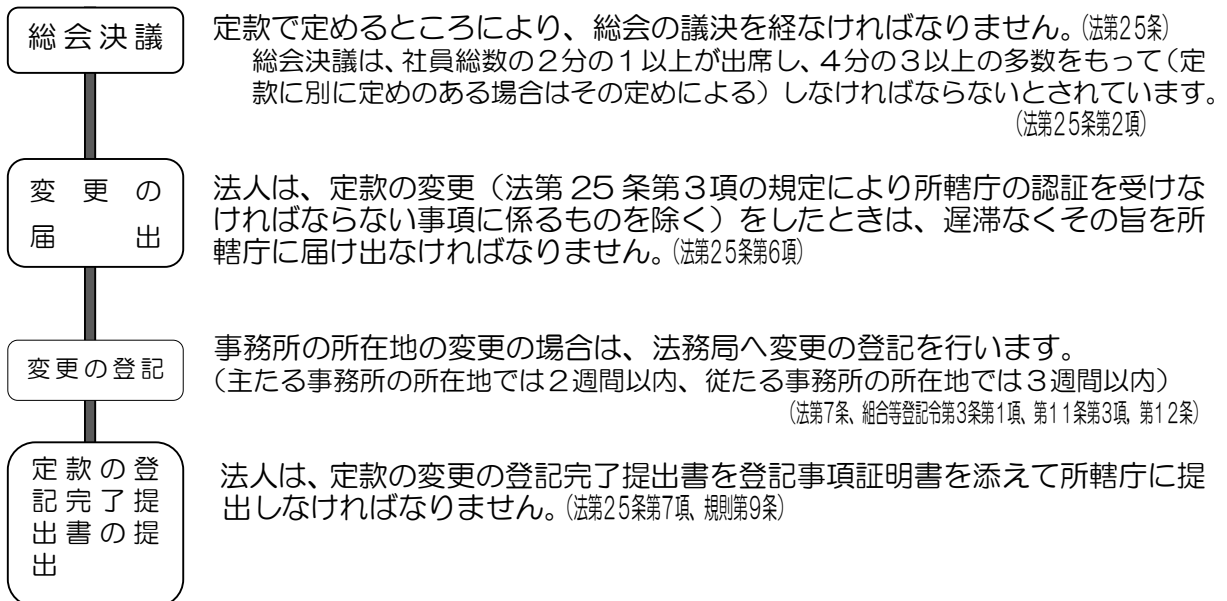 総会決議
定款で定めるところにより、総会の議決を経なければなりません。(法第25条)
総会決議は、社員総数の2分の1以上が出席し、4分の3以上の多数をもって(定
款に別に定めのある場合はその定めによる)しなければならないとされています。
(法第25条第2項)
変更の
届出
法人は、定款の変更(法第 25 条第3項の規定により所轄庁の認証を受けな
ければならない事項に係るものを除く)をしたときは、遅滞なくその旨を所
轄庁に届け出なければなりません。(法第25条第6項)
変更の登記
事務所の所在地の変更の場合は、法務局へ変更の登記を行います。
(主たる事務所の所在地では2週間以内、従たる事務所の所在地では3週間以内)
(法第7条、組合等登記令第3条第1項、第11条第3項、第12条)
定款の登
記完了提
出書の提
出
法人は、定款の変更の登記完了提出書を登記事項証明書を添えて所轄庁に提
出しなければなりません。(法第25条第7項、規則第9条)